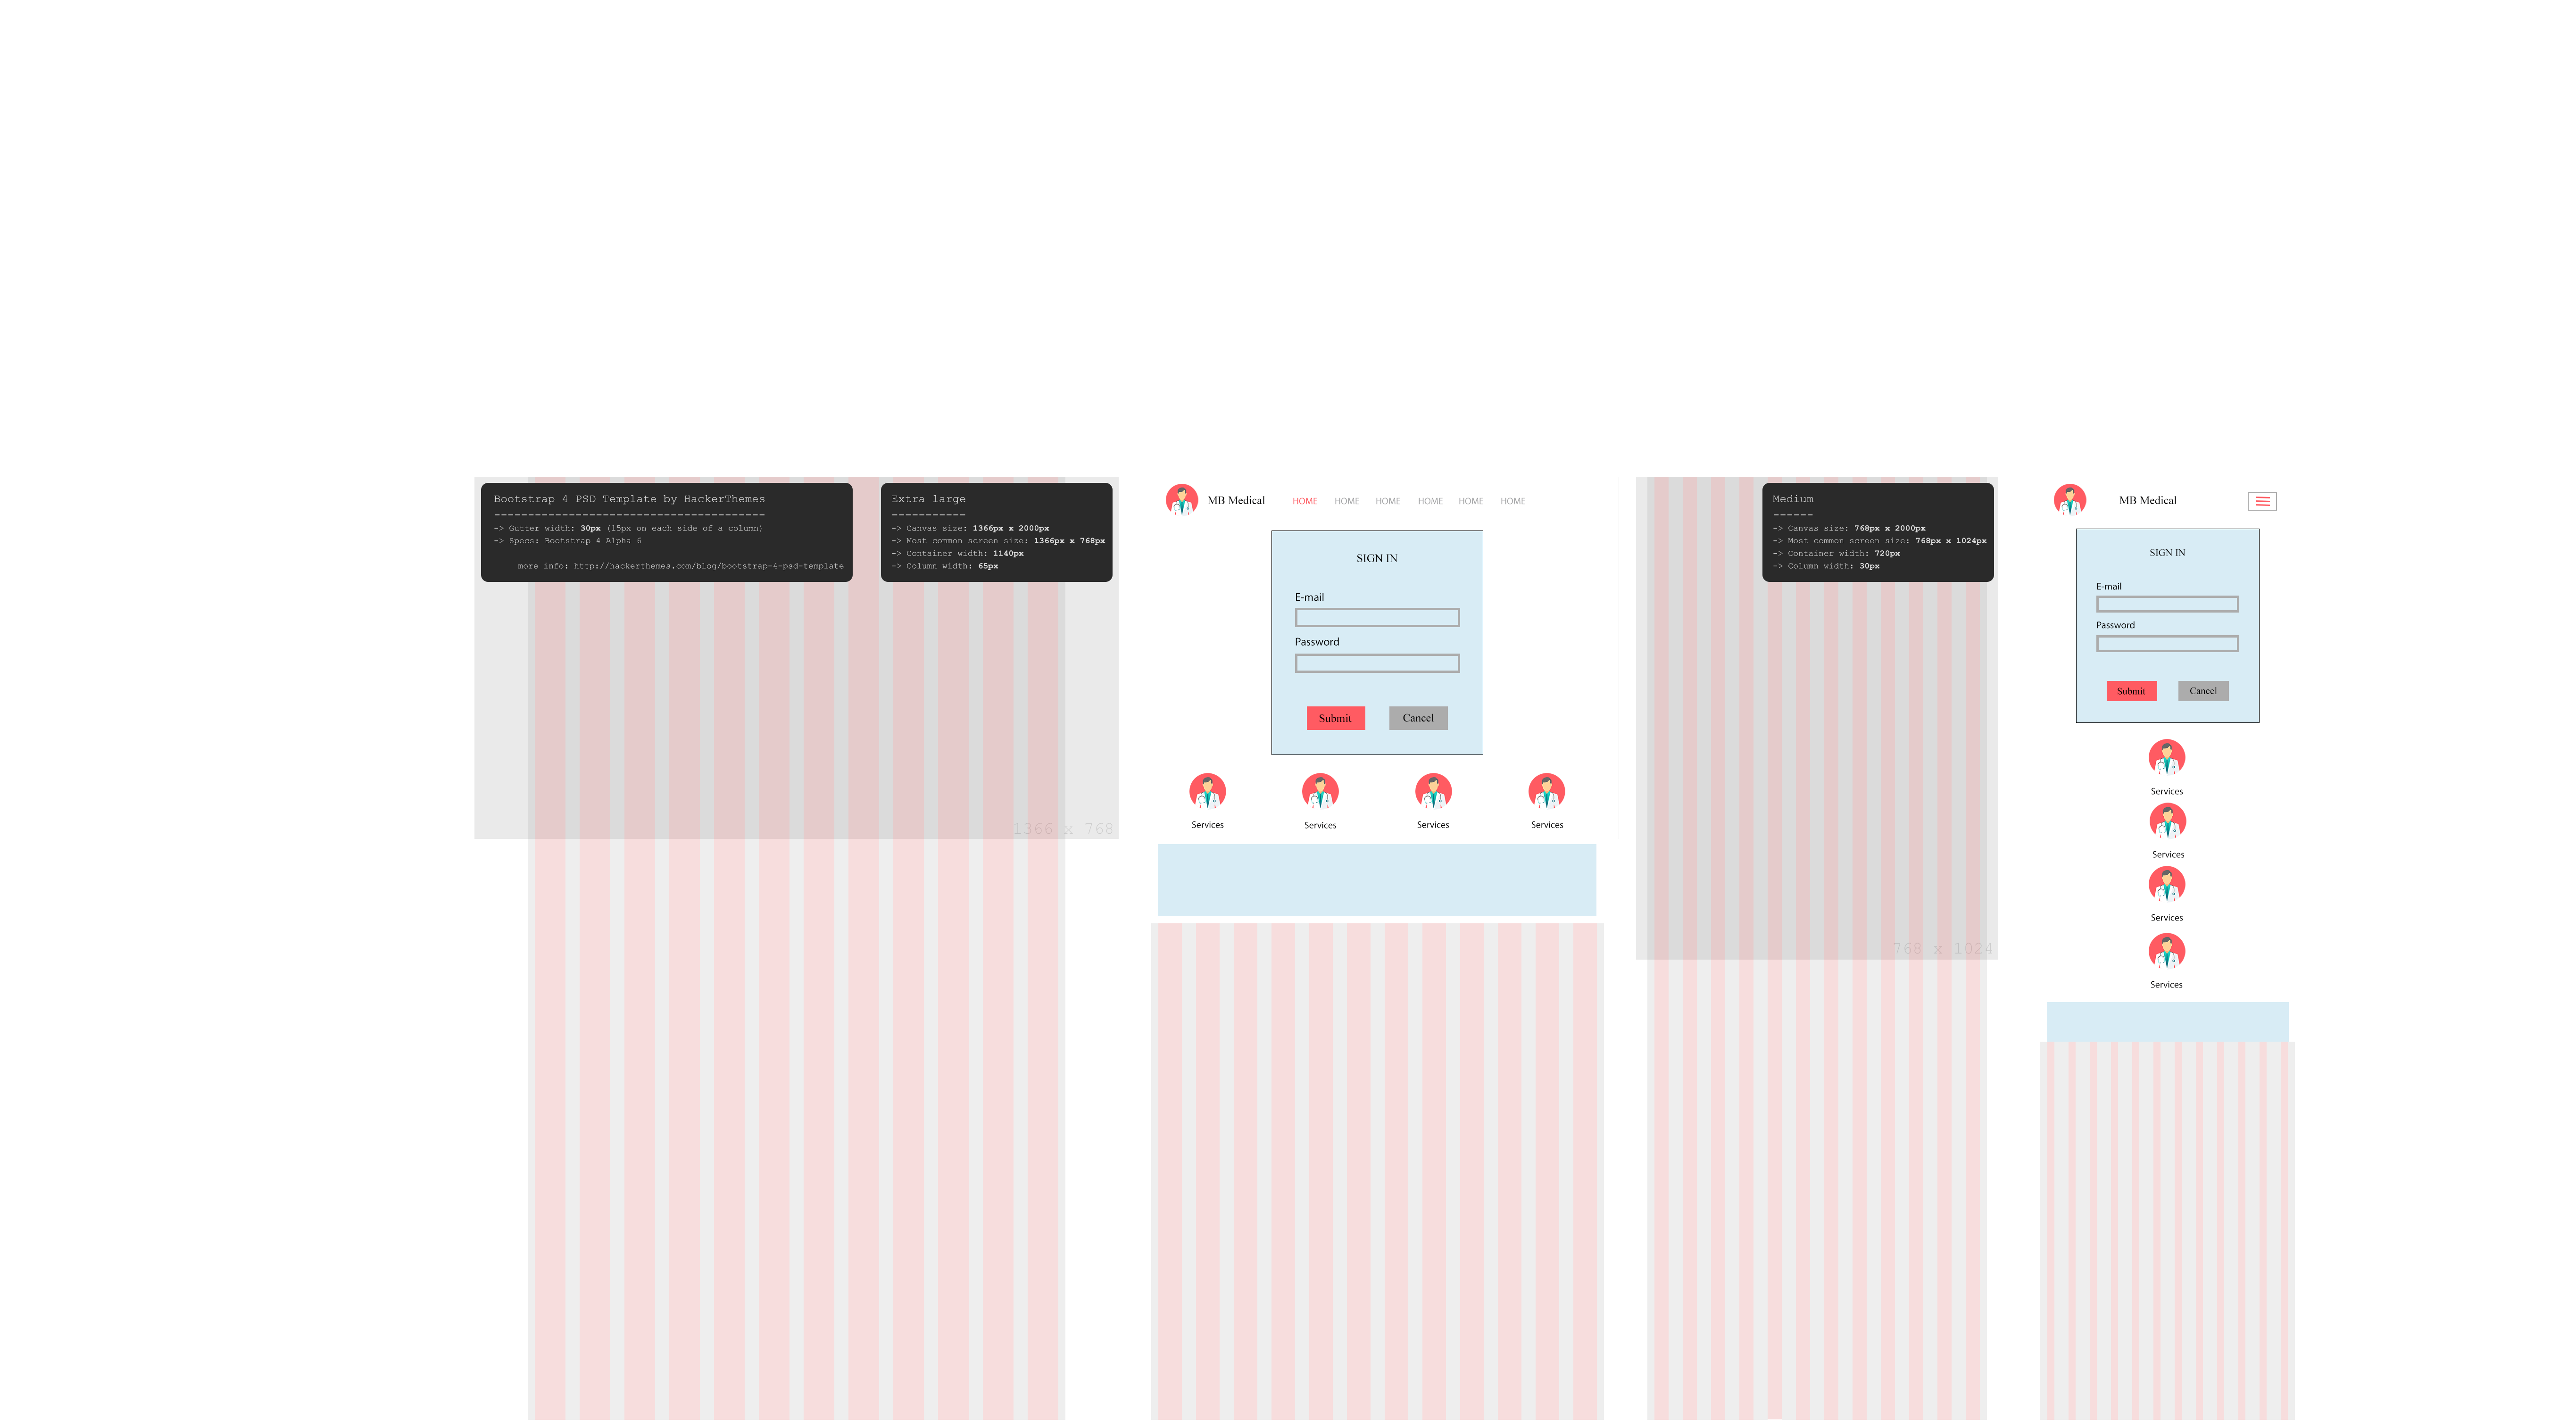 Bootstrap 4 PSD Template by HackerThemes
----------------------------------------
-> Gutter width: 30px (15px on each side of a column)
-> Specs: Bootstrap 4 Alpha 6
more info: http://hackerthemes.com/blog/bootstrap-4-psd-template
Extra large
-----------
-> Canvas size: 1366px x 2000px
-> Most common screen size: 1366px x 768px
-> Container width: 1140px
-> Column width: 65px
1366 x 768
MB Medical
HOME HOME HOME HOME HOME HOME
SIGN IN
E-mail
Password
Submit Cancel
Services Services Services Services
Medium
------
-> Canvas size: 768px x 2000px
-> Most common screen size: 768px x 1024px
-> Container width: 720px
-> Column width: 30px
768 x 1024
MB Medical
SIGN IN
E-mail
Password
Submit Cancel
Services
Services
Services
Services